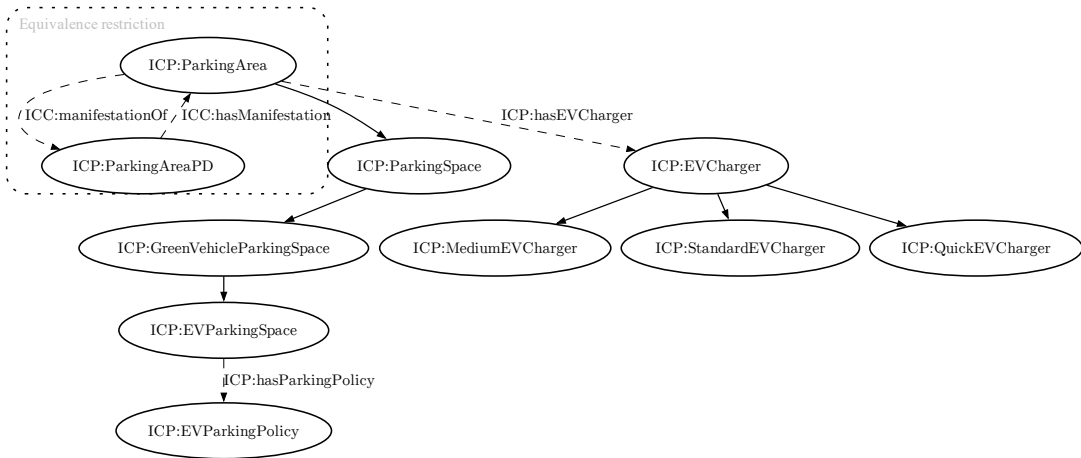 Equivalence restriction
ICP:ParkingArea
ICC:manifestationOf
ICC:hasManifestation
ICP:hasEVCharger
ICP:ParkingAreaPD
ICP:ParkingSpace
ICP:EVCharger
ICP:GreenVehicleParkingSpace
ICP:MediumEVCharger
ICP:StandardEVCharger
ICP:QuickEVCharger
ICP:EVParkingSpace
ICP:hasParkingPolicy
ICP:EVParkingPolicy